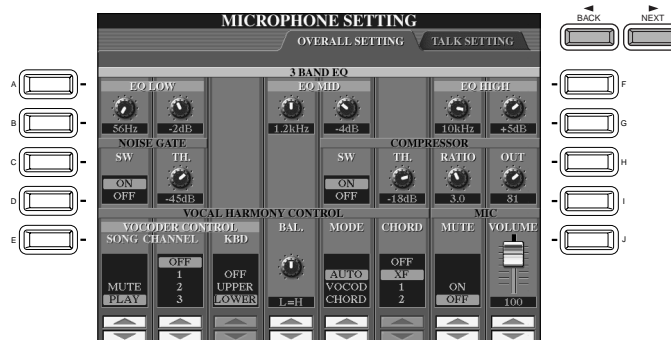 MICROPHONE SETTING
BACK NEXT
OVERALL SETTING TALK SETTING
3 BAND EQ
A F
EQ LOW EQ MID EQ HIGH
B G
56Hz -2dB 1.2kHz -4dB 10kHz +5dB
NOISE GATE COMPRESSOR
C H
SW TH. SW TH. RATIO OUT
ON ON
OFF -45dB OFF -18dB 3.0 81
D I
VOCAL HARMONY CONTROL MIC
VOCODER CONTROL BAL. MODE CHORD MUTE VOLUME
SONG CHANNEL KBD
E J
OFF OFF
1 OFF AUTO XF
MUTE 2 UPPER VOCOD 1 ON
PLAY 3 LOWER L=H CHORD 2 OFF 100